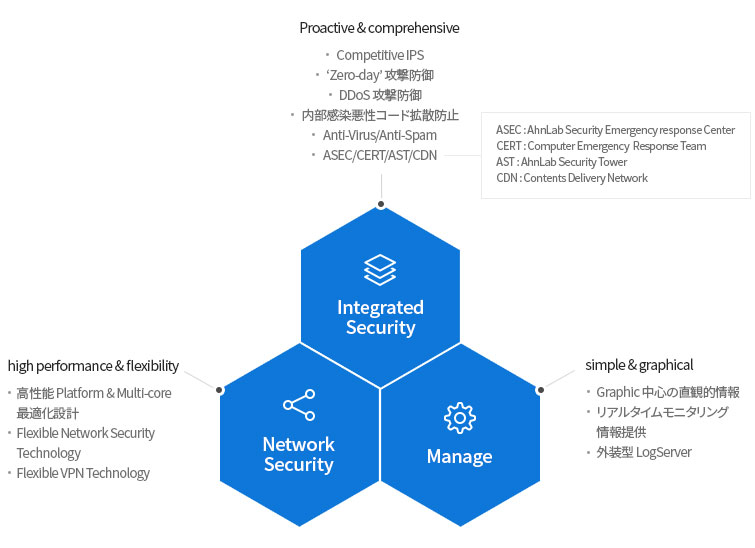 Proactive & comprehensive
・ Competitive IPS
・ ‘Zero-day’ 攻撃防御
・ DDoS 攻撃防御
・ 内部感染悪性コード拡散防止
・ Anti-Virus/Anti-Spam
・ ASEC/CERT/AST/CDN
ASEC : AhnLab Security Emergency response Center
CERT : Computer Emergency Response Team
AST : AhnLab Security Tower
CDN : Contents Delivery Network
Integrated
Security
high performance & flexibility
・ 高性能 Platform & Multi-core
最適化設計
・ Flexible Network Security
Technology
・ Flexible VPN Technology
Network
Security
simple & graphical
・ Graphic 中心の直観的情報
・ リアルタイムモニタリング
情報提供
・ 外装型 LogServer
Manage